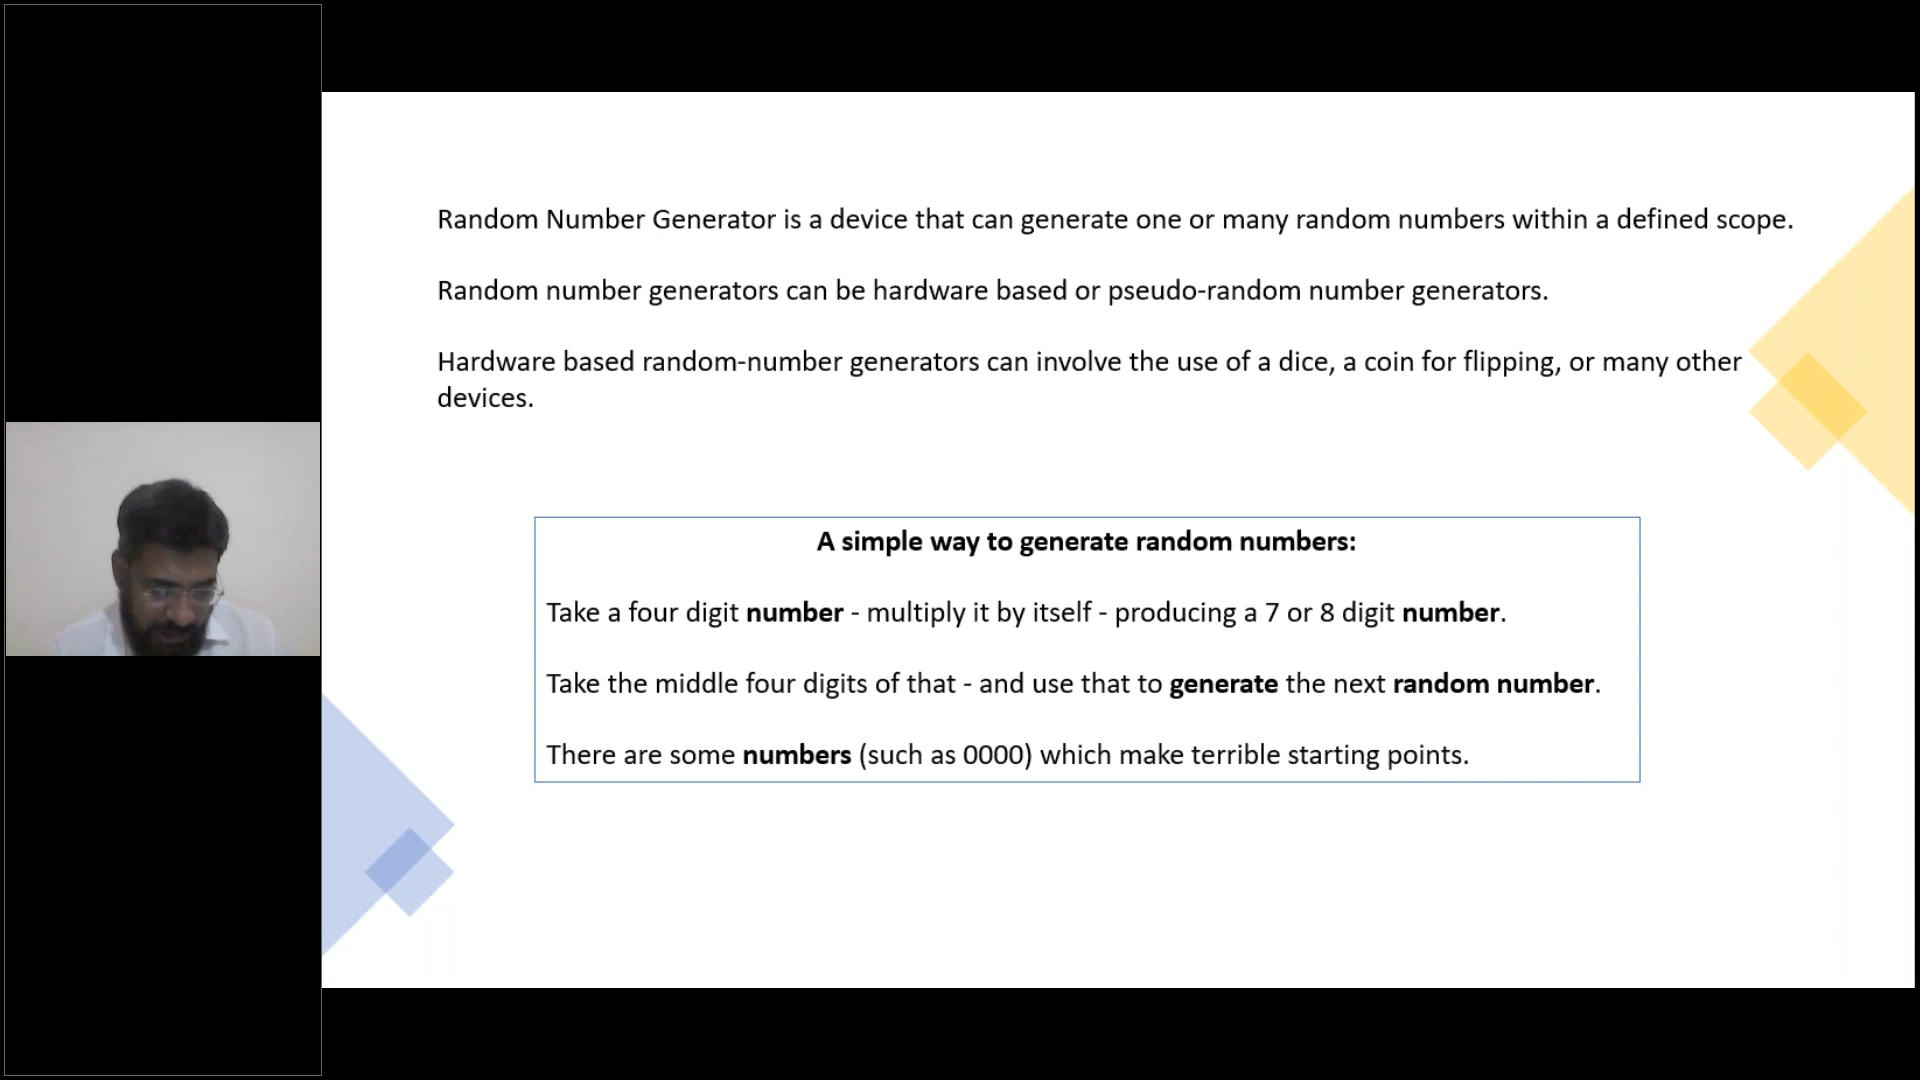 Random Number Generator is a device that can generate one or many random numbers within a defined scope.
Random number generators can be hardware based or pseudo-random number generators.
Hardware based random-number generators can involve the use of a dice, a coin for flipping, or many other
devices.
A simple way to generate random numbers:
Take a four digit number - multiply it by itself - producing a 7 or 8 digit number.
Take the middle four digits of that - and use that to generate the next random number.
There are some numbers (such as 0000) which make terrible starting points.